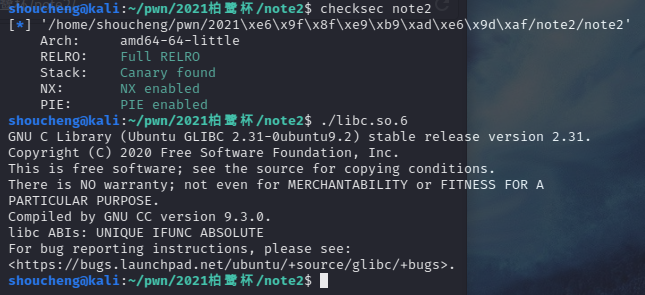 shoucheng@kali:~/pwn/2021柏鹭杯/note2$ checksec note2
[*] '/home/shoucheng/pwn/2021\xe6\x9f\x8f\xe9\xb9\xad\xe6\x9d\xaf/note2/note2'
Arch: amd64-64-little
RELRO: Full RELRO
Stack: Canary found
NX: NX enabled
PIE: PIE enabled
shoucheng@kali:~/pwn/2021柏鹭杯/note2$ ./libc.so.6
GNU C Library (Ubuntu GLIBC 2.31-0ubuntu9.2) stable release version 2.31.
Copyright (C) 2020 Free Software Foundation, Inc.
This is free software; see the source for copying conditions.
There is NO warranty; not even for MERCHANTABILITY or FITNESS FOR A
PARTICULAR PURPOSE.
Compiled by GNU CC version 9.3.0.
libc ABIs: UNIQUE IFUNC ABSOLUTE
For bug reporting instructions, please see:
<https://bugs.launchpad.net/ubuntu/+source/glibc/+bugs>.
shoucheng@kali:~/pwn/2021柏鹭杯/note2$